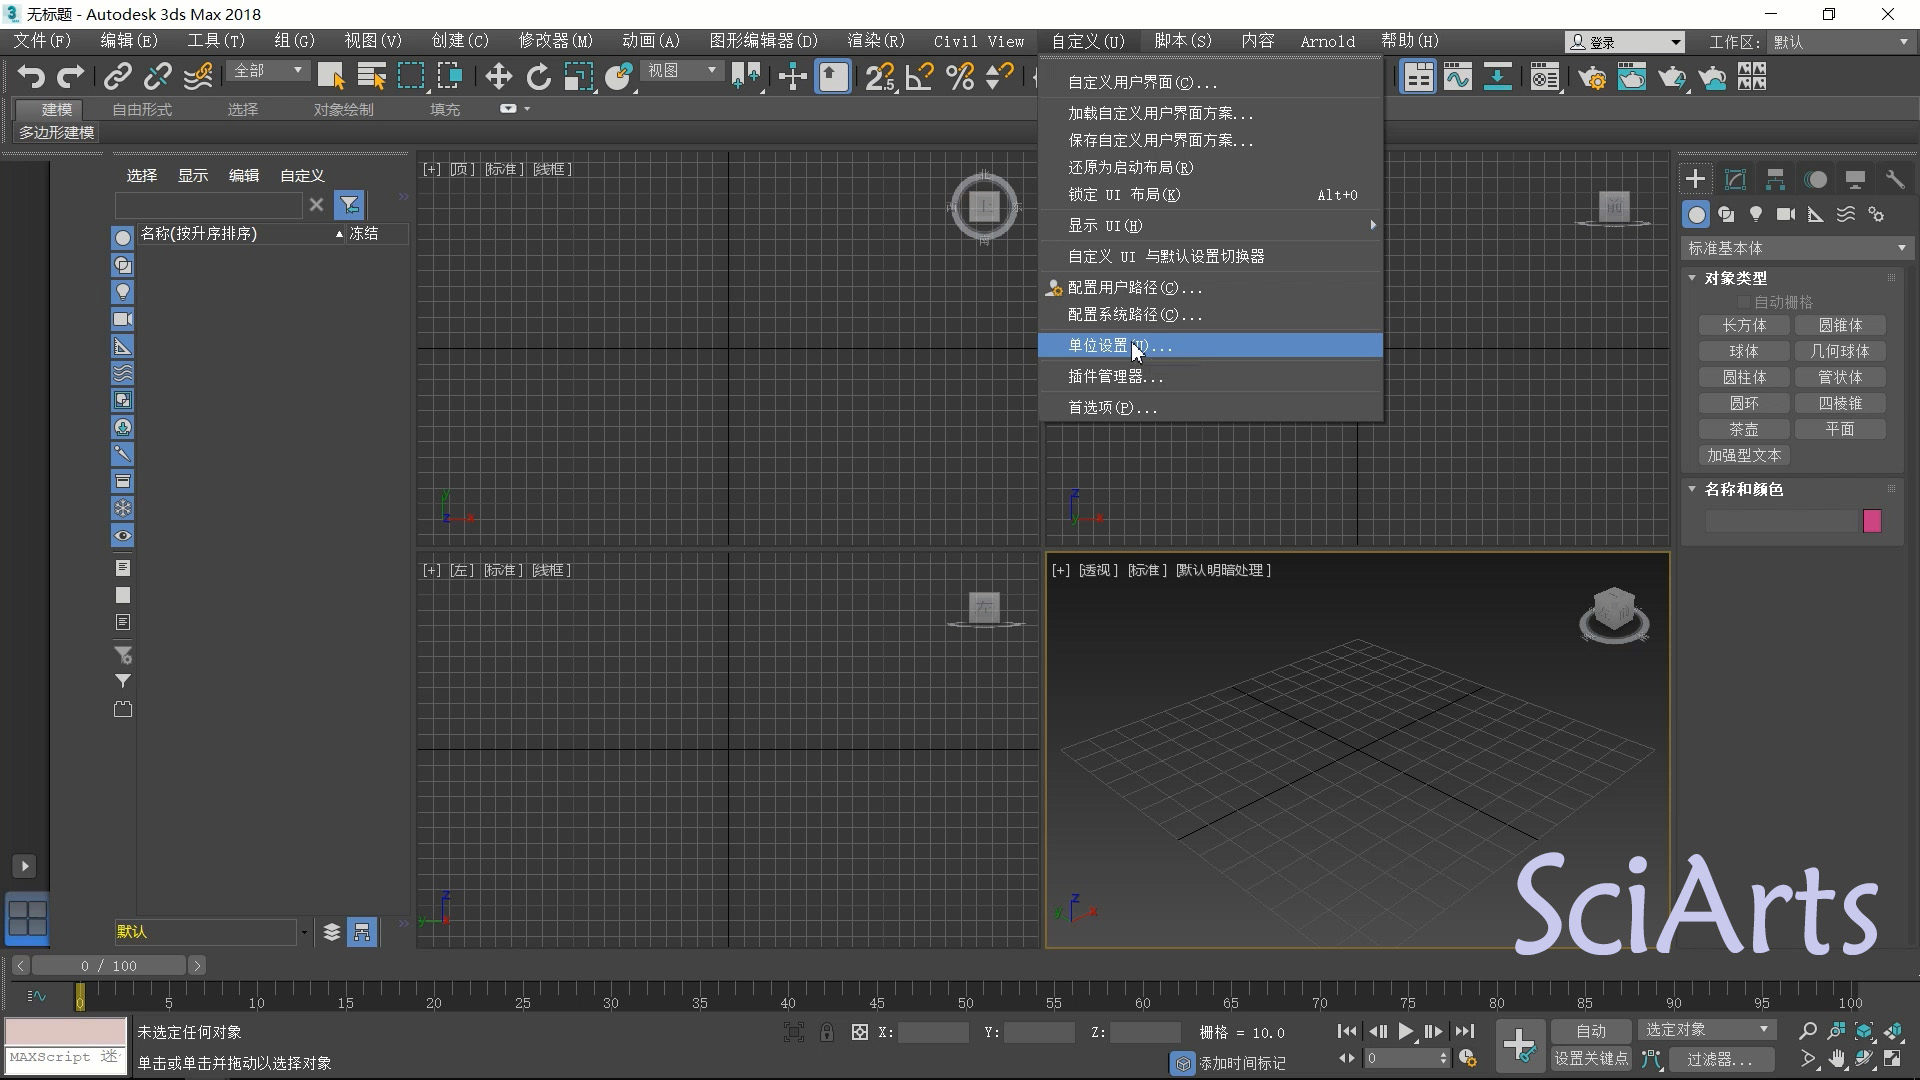 无标题 - Autodesk 3ds Max 2018
文件(F) 编辑(E) 工具(T) 组(G) 视图(V) 创建(C) 修改器(M) 动画(A) 图形编辑器(D) 渲染(R) Civil View 自定义(U) 脚本(S) 内容 Arnold 帮助(H) 登录 工作区: 默认
全部 视图
建模 自由形式 选择 对象绘制 填充
多边形建模
自定义用户界面(C)...
加载自定义用户界面方案...
保存自定义用户界面方案...
还原为启动布局(R)
锁定 UI 布局(K) Alt+0
显示 UI(H)
自定义 UI 与默认设置切换器
配置用户路径(C)...
配置系统路径(C)...
单位设置(U)...
插件管理器...
首选项(P)...
选择 显示 编辑 自定义
名称(按升序排序) 冻结
[+] [顶] [标准] [线框]
上
北
南
前
[+] [左] [标准] [线框]
左
[+] [透视] [标准] [默认明暗处理]
标准基本体
对象类型
自动栅格
长方体 圆锥体
球体 几何球体
圆柱体 管状体
圆环 四棱锥
茶壶 平面
加强型文本
名称和颜色
SciArts
默认
0 / 100
0 5 10 15 20 25 30 35 40 45 50 55 60 65 70 75 80 85 90 95 100
未选定任何对象 X: Y: Z: 栅格 = 10.0 自动 选定对象
MAXScript 迷 单击或单击并拖动以选择对象 添加时间标记 0 设置关键点 过滤器...